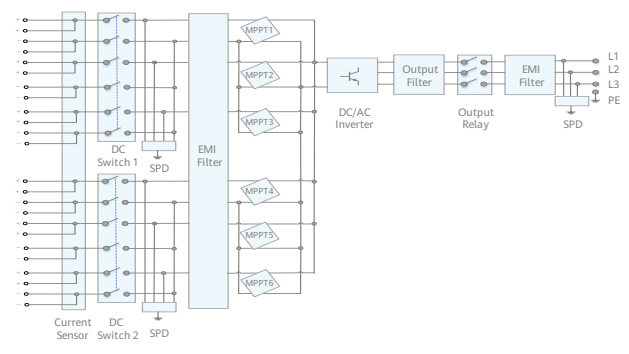 MPPT1
MPPT2
MPPT3
L1
L2
L3
PE
Output
Filter
EMI
Filter
DC/AC
Inverter
Output
Relay
SPD
DC
Switch 1
SPD
EMI
Filter
MPPT4
MPPT5
MPPT6
Current
Sensor
DC
Switch 2
SPD